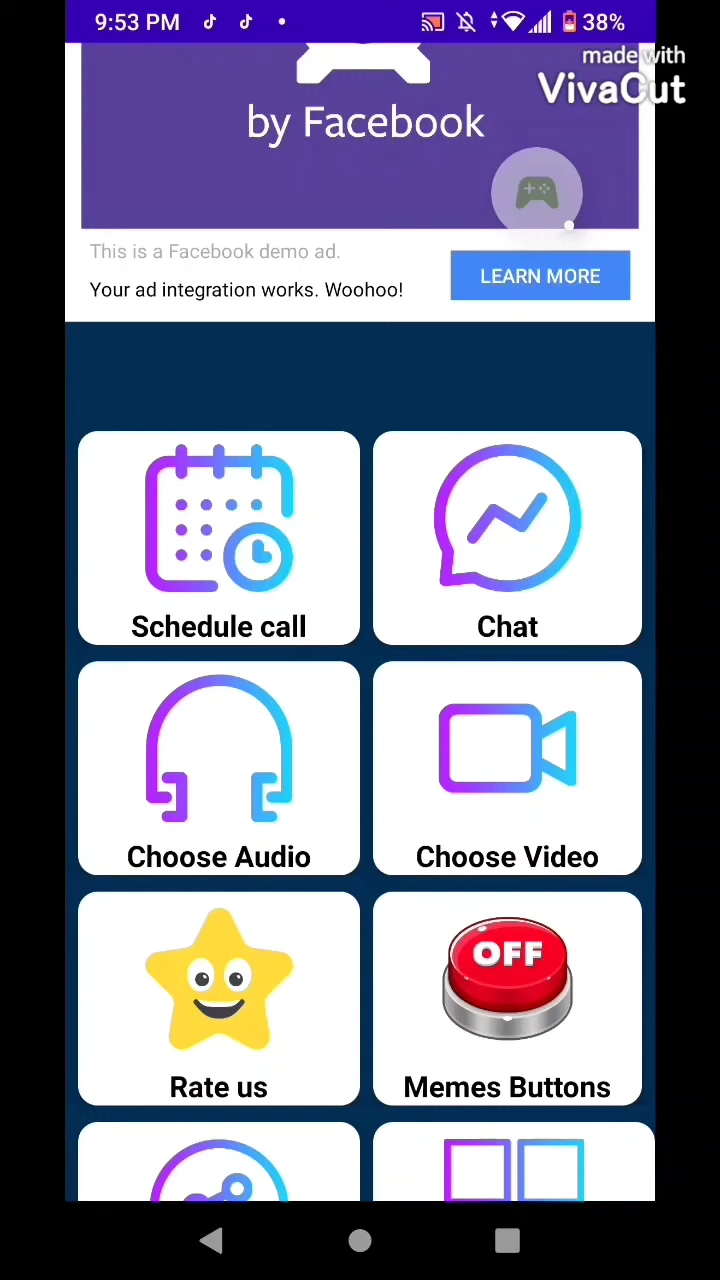 9:53 PM
38%
made with
VivaCut
by Facebook
This is a Facebook demo ad.
Your ad integration works. Woohoo!
LEARN MORE
Schedule call
Chat
Choose Audio
Choose Video
OFF
Rate us
Memes Buttons